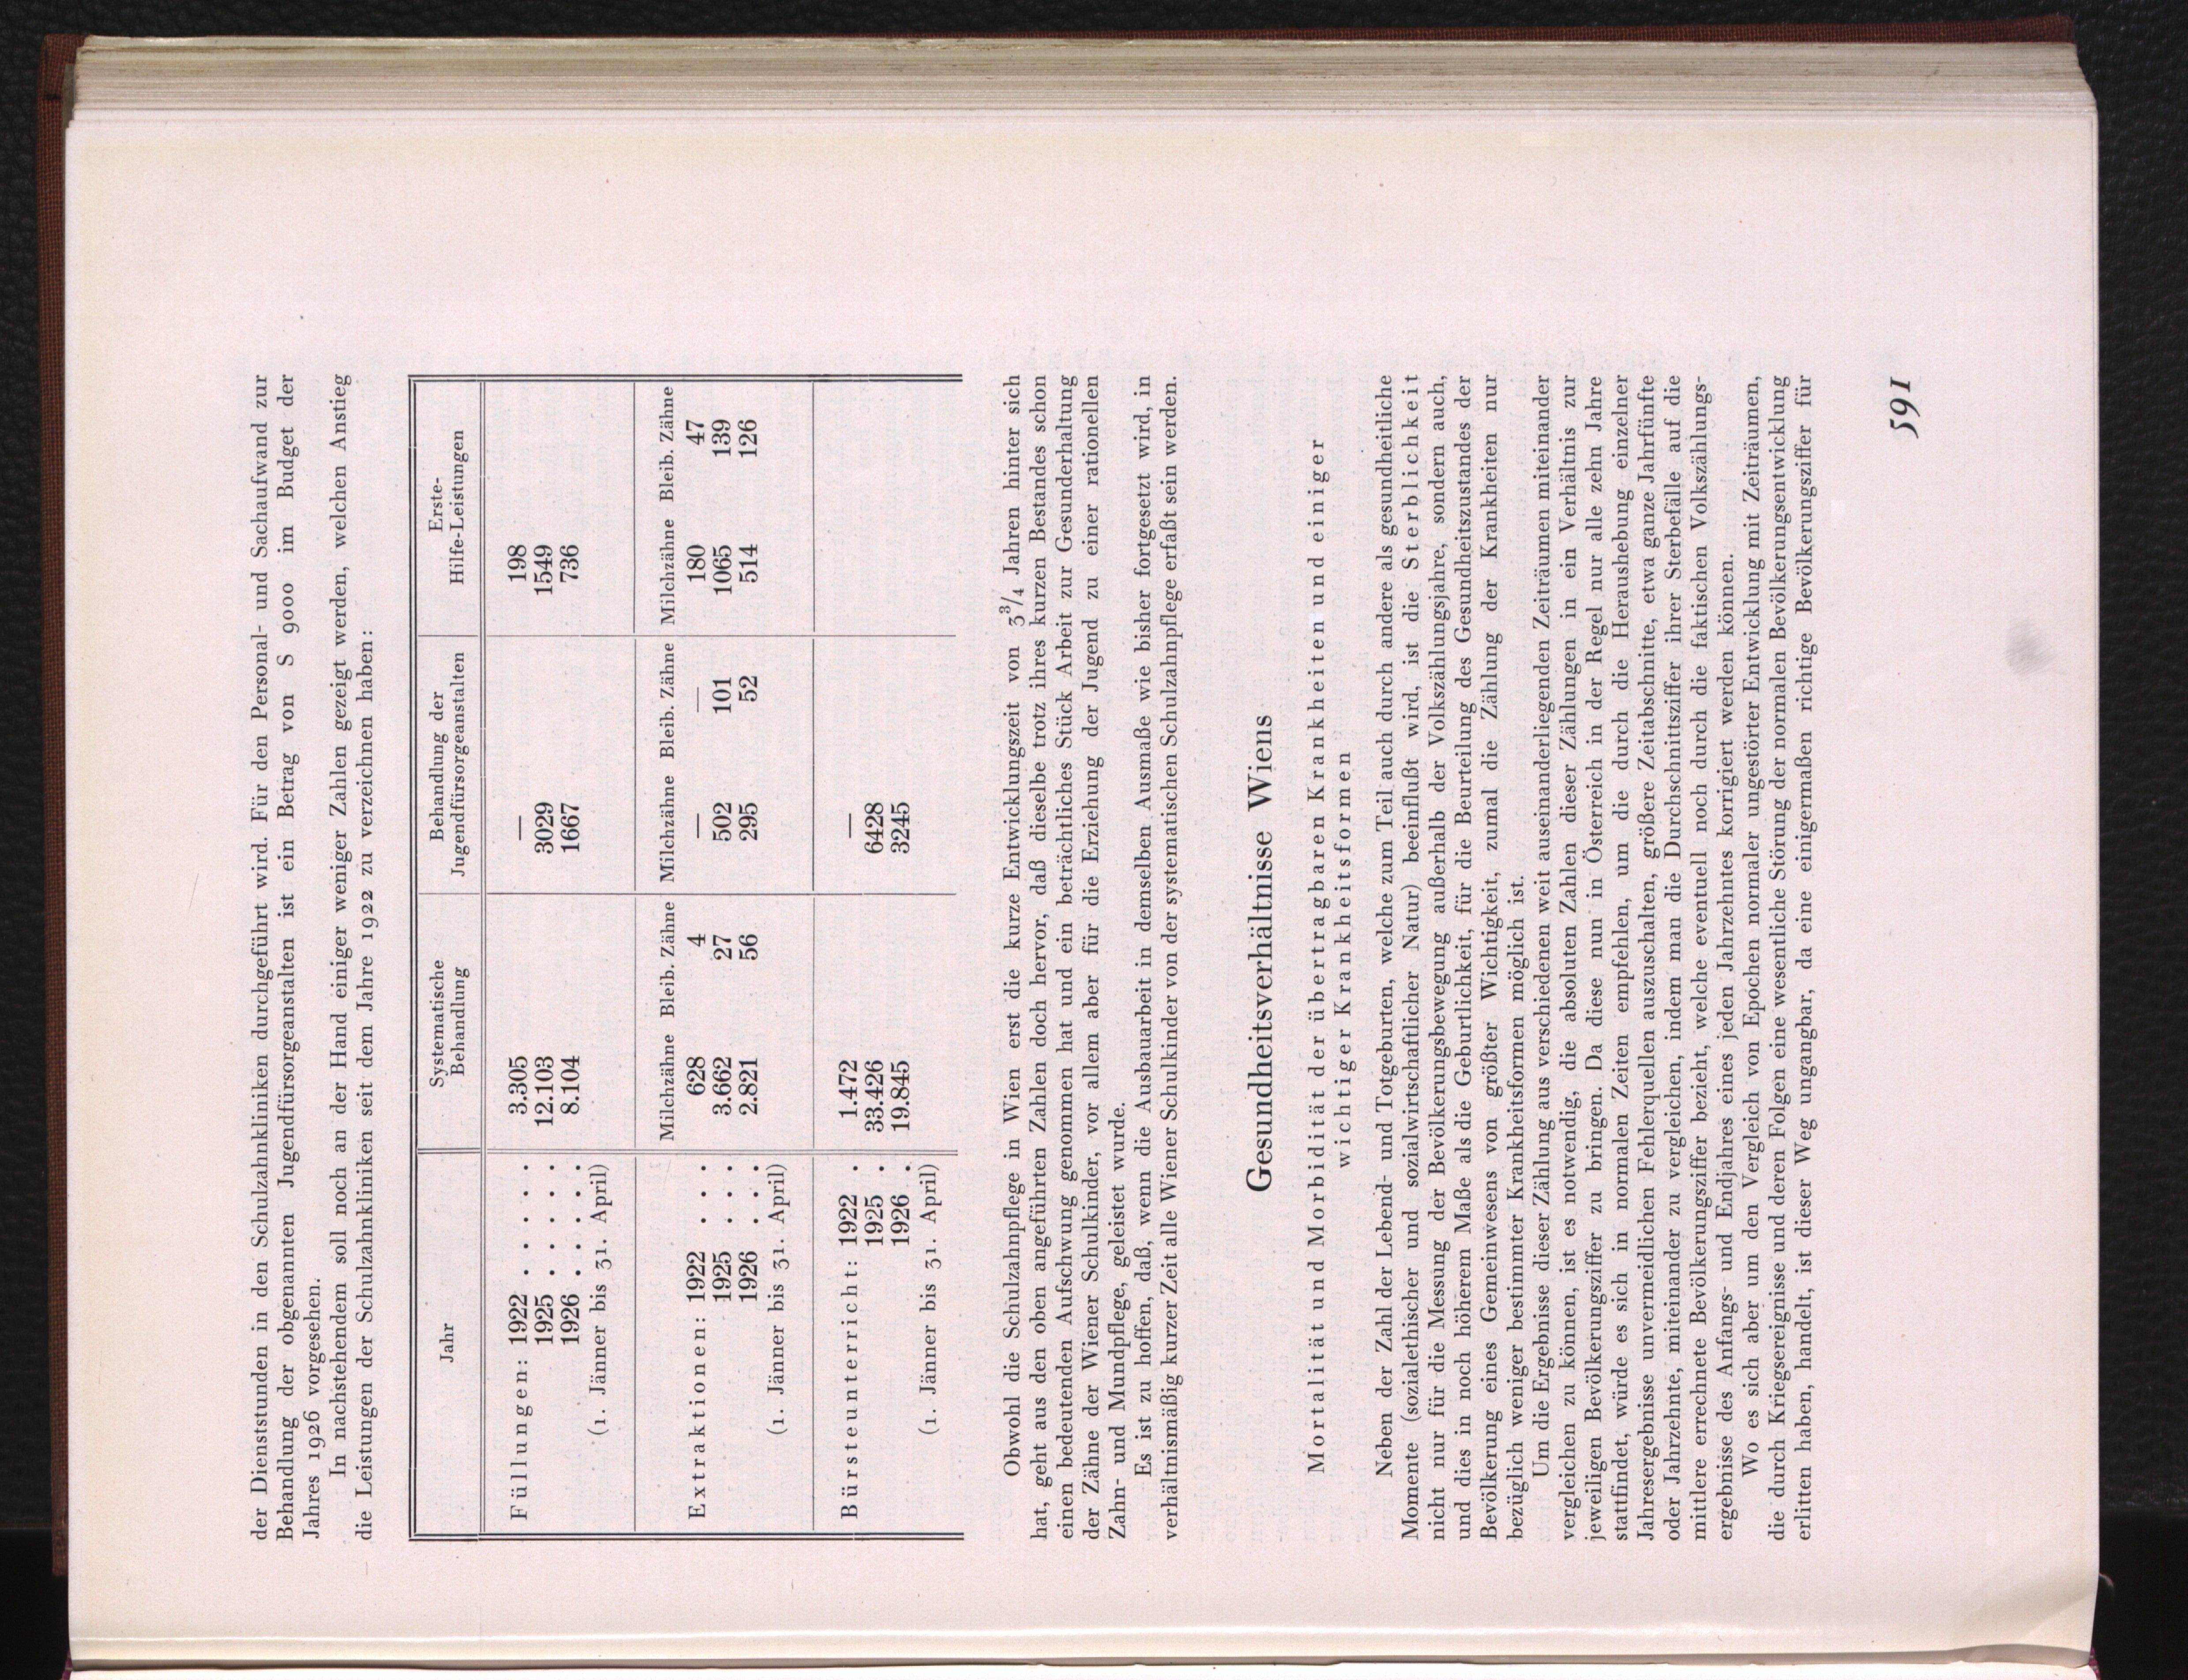 der Dienststunden in den Schulzahnkliniken durchgeführt wird. Für den Personal- und Sachaufwand zur
Behandlung der obgenannten Jugendfürsorgeanstalten ist ein Betrag von S 9000 im Budget der
Jahres 1926 vorgesehen.
In nachstehendem soll noch an der Hand einiger weniger Zahlen gezeigt werden, welchen Anstieg
die Leistungen der Schulzahnkliniken seit dem Jahre 1922 zu verzeichnen haben:
Jahr Systematische Behandlung Behandlung der Jugendfürsorgeanstalten Erste-Hilfe-Leistungen
Füllungen: 1922 . . . . . 3.305 — 198
1925 . . . . . 12.103 3029 1549
1926 . . . . . 8.104 1667 736
(1. Jänner bis 31. April)
Milchzähne Bleib. Zähne Milchzähne Bleib. Zähne Milchzähne Bleib. Zähne
Extraktionen: 1922 . . . 628 4 — — 180 47
1925 . . . 3.662 27 502 101 1065 139
1926 . . . 2.821 56 295 52 514 126
(1. Jänner bis 31. April)
Bürstenunterricht: 1922 . 1.472 —
1925 . 33.426 6428
1926 . 19.845 3245
(1. Jänner bis 31. April)
Obwohl die Schulzahnpflege in Wien erst die kurze Entwicklungszeit von 3 3/4 Jahren hinter sich
hat, geht aus den oben angeführten Zahlen doch hervor, daß dieselbe trotz ihres kurzen Bestandes schon
einen bedeutenden Aufschwung genommen hat und ein beträchtliches Stück Arbeit zur Gesunderhaltung
der Zähne der Wiener Schulkinder, vor allem aber für die Erziehung der Jugend zu einer rationellen
Zahn- und Mundpflege, geleistet wurde.
Es ist zu hoffen, daß, wenn die Ausbauarbeit in demselben Ausmaße wie bisher fortgesetzt wird, in
verhältnismäßig kurzer Zeit alle Wiener Schulkinder von der systematischen Schulzahnpflege erfaßt sein werden.
Gesundheitsverhältnisse Wiens
Mortalität und Morbidität der übertragbaren Krankheiten und einiger
wichtiger Krankheitsformen
Neben der Zahl der Lebend- und Totgeburten, welche zum Teil auch durch andere als gesundheitliche
Momente (sozialethischer und sozialwirtschaftlicher Natur) beeinflußt wird, ist die Sterblichkeit
nicht nur für die Messung der Bevölkerungsbewegung außerhalb der Volkszählungsjahre, sondern auch,
und dies in noch höherem Maße als die Geburtlichkeit, für die Beurteilung des Gesundheitszustandes der
Bevölkerung eines Gemeinwesens von größter Wichtigkeit, zumal die Zählung der Krankheiten nur
bezüglich weniger bestimmter Krankheitsformen möglich ist.
Um die Ergebnisse dieser Zählung aus verschiedenen weit auseinanderliegenden Zeiträumen miteinander
vergleichen zu können, ist es notwendig, die absoluten Zahlen dieser Zählungen in ein Verhältnis zur
jeweiligen Bevölkerungsziffer zu bringen. Da diese nun in Österreich in der Regel nur alle zehn Jahre
stattfindet, würde es sich in normalen Zeiten empfehlen, um die durch die Heraushebung einzelner
Jahresergebnisse unvermeidlichen Fehlerquellen auszuschalten, größere Zeitabschnitte, etwa ganze Jahrfünfte
oder Jahrzehnte, miteinander zu vergleichen, indem man die Durchschnittsziffer ihrer Sterbefälle auf die
mittlere errechnete Bevölkerungsziffer bezieht, welche eventuell noch durch die faktischen Volkszählungs-
ergebnisse des Anfangs- und Endjahres eines jeden Jahrzehntes korrigiert werden können.
Wo es sich aber um den Vergleich von Epochen normaler ungestörter Entwicklung mit Zeiträumen,
die durch Kriegsereignisse und deren Folgen eine wesentliche Störung der normalen Bevölkerungsentwicklung
erlitten haben, handelt, ist dieser Weg ungangbar, da eine einigermaßen richtige Bevölkerungsziffer für
591